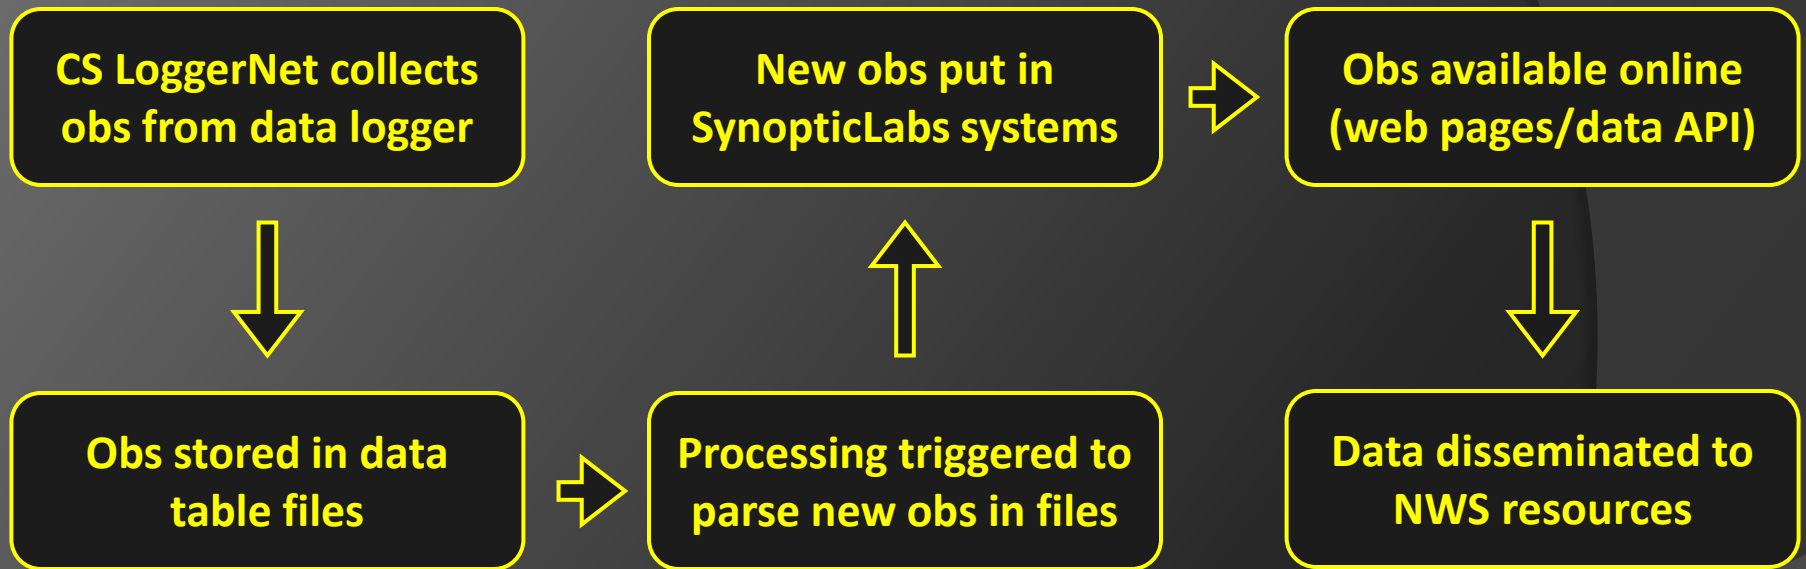 CS LoggerNet collects
obs from data logger
Obs stored in data
table files
Processing triggered to
parse new obs in files
New obs put in
SynopticLabs systems
Obs available online
(web pages/data API)
Data disseminated to
NWS resources